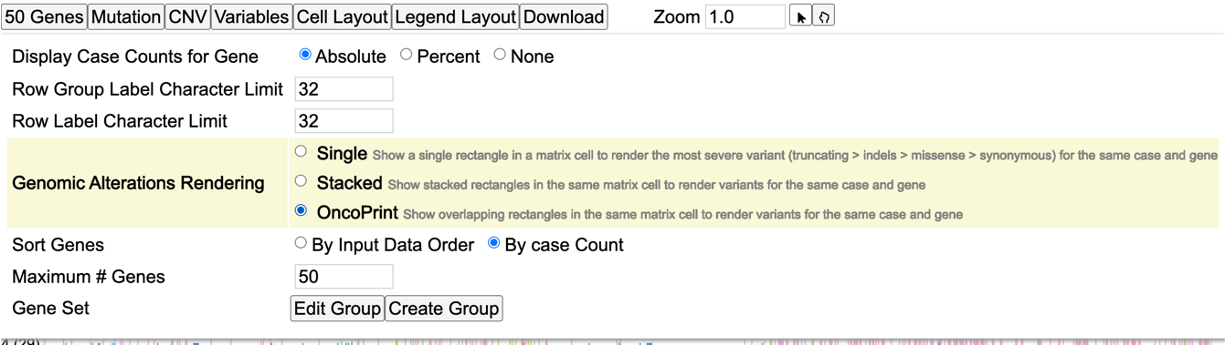 50 Genes Mutation CNV Variables Cell Layout Legend Layout Download Zoom 1.0
Display Case Counts for Gene Absolute Percent None
Row Group Label Character Limit 32
Row Label Character Limit 32
Single Show a single rectangle in a matrix cell to render the most severe variant (truncating > indels > missense > synonymous) for the same case and gene
Genomic Alterations Rendering Stacked Show stacked rectangles in the same matrix cell to render variants for the same case and gene
OncoPrint Show overlapping rectangles in the same matrix cell to render variants for the same case and gene
Sort Genes By Input Data Order By case Count
Maximum # Genes 50
Gene Set Edit Group Create Group